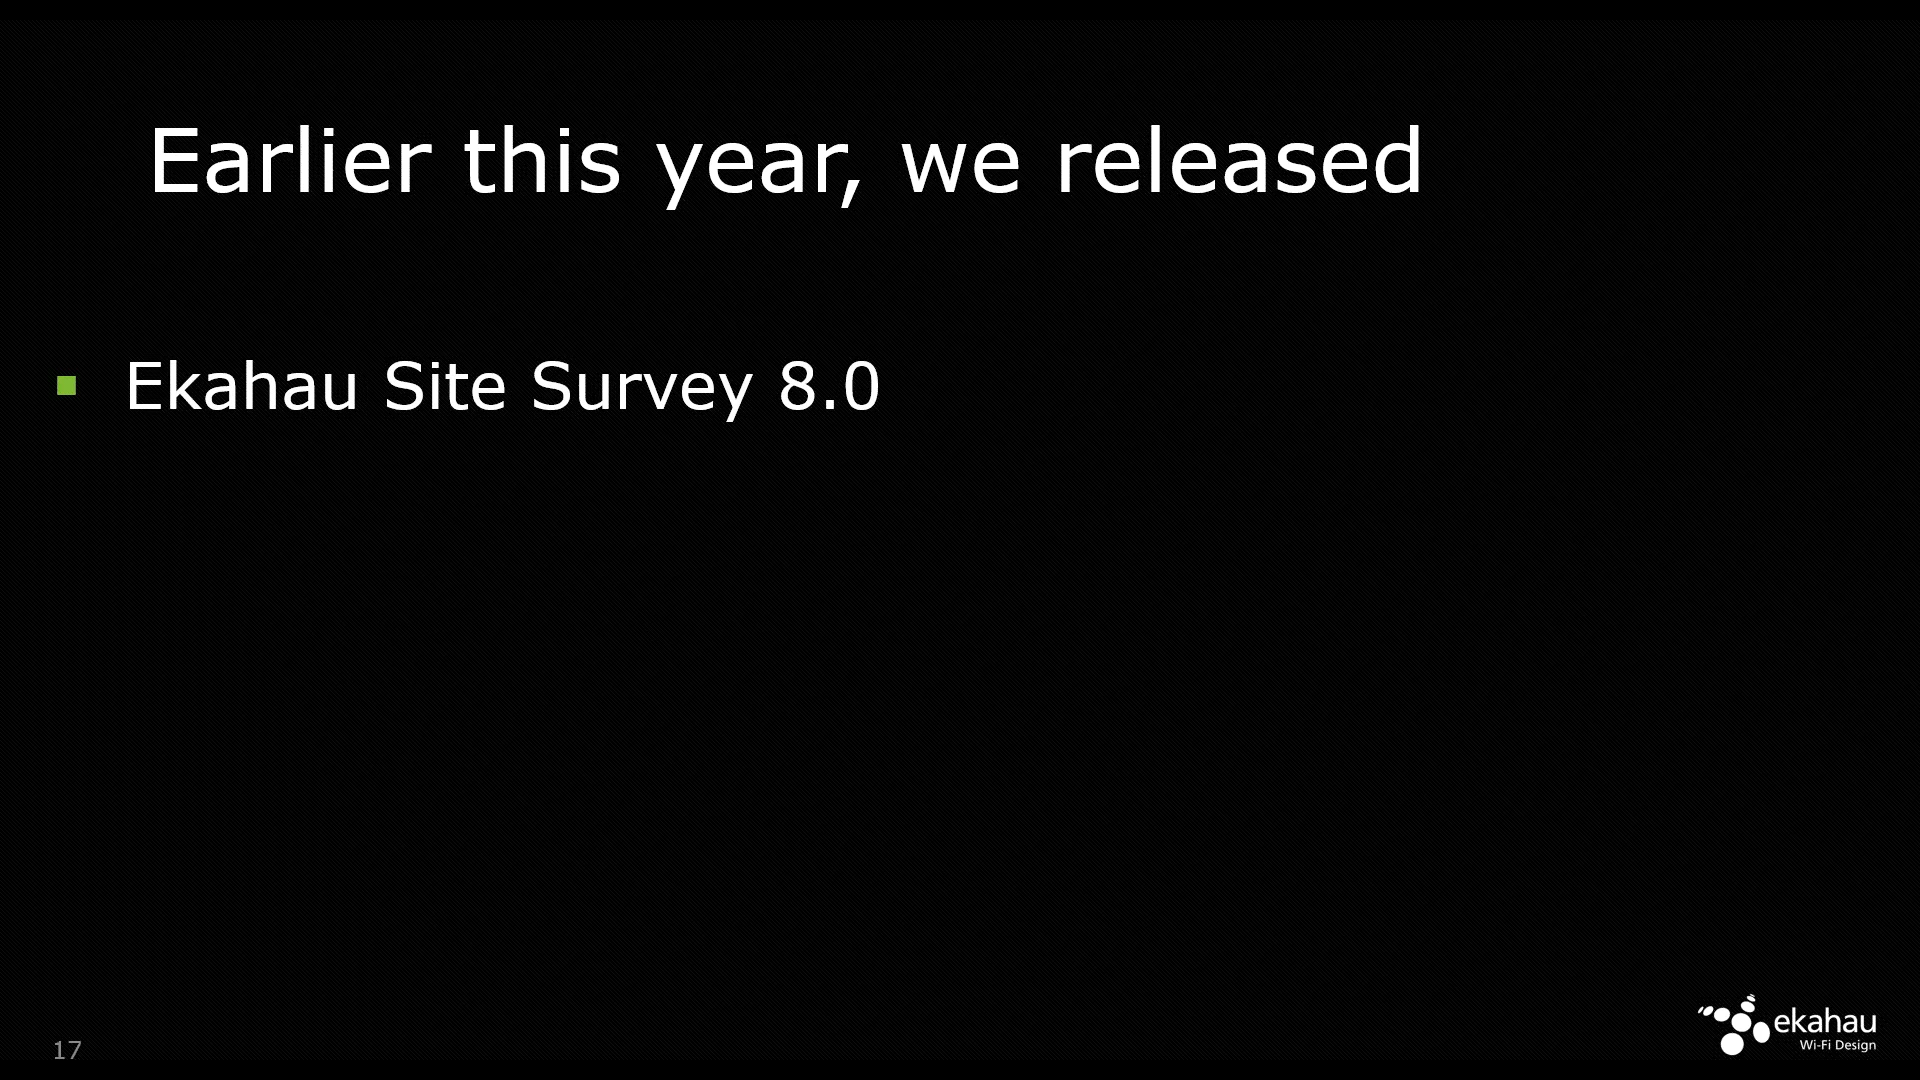 Earlier this year, we released
Ekahau Site Survey 8.0
17
ekahau
Wi-Fi Design